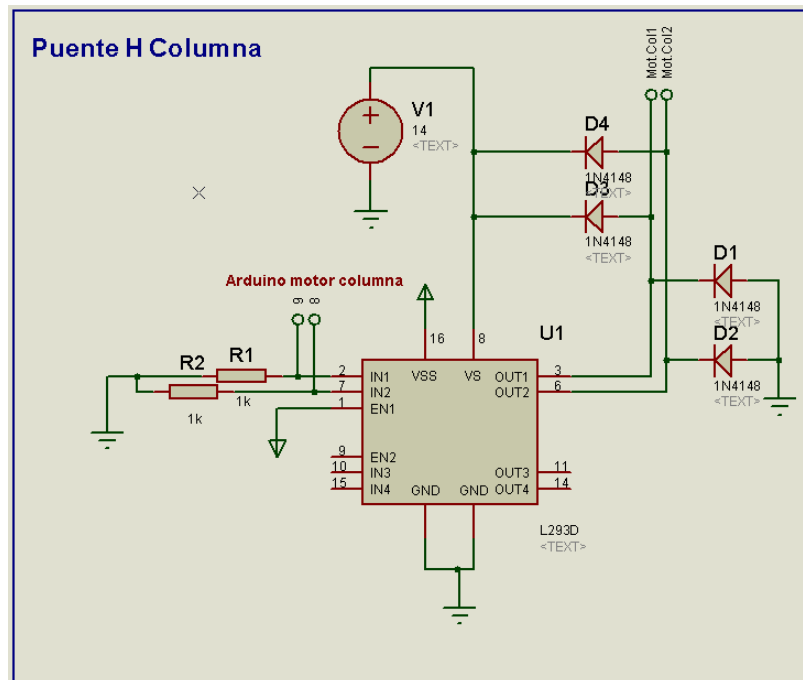 Puente H Columna
Mot.Col1
Mot.Col2
V1
14
<TEXT>
D4
1N4148
<TEXT>
D3
1N4148
<TEXT>
D1
1N4148
<TEXT>
D2
1N4148
<TEXT>
Arduino motor columna
9
8
16
8
U1
R2
R1
1k
1k
2
7
1
9
10
15
IN1
IN2
EN1
EN2
IN3
IN4
VSS
VS
OUT1
OUT2
OUT3
OUT4
GND
GND
3
6
11
14
L293D
<TEXT>